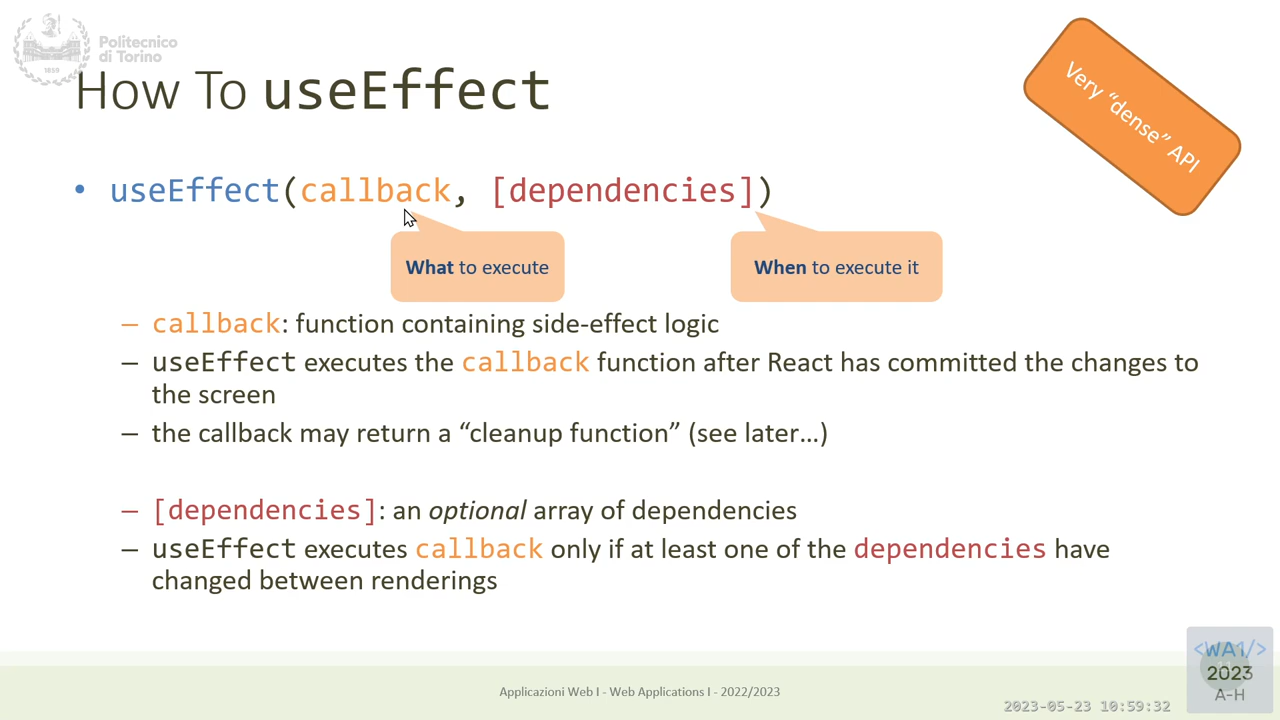 Politecnico
di Torino
1859
How To useEffect
Very “dense” API
• useEffect(callback, [dependencies])
What to execute
When to execute it
– callback: function containing side-effect logic
– useEffect executes the callback function after React has committed the changes to
the screen
– the callback may return a “cleanup function” (see later…)
– [dependencies]: an optional array of dependencies
– useEffect executes callback only if at least one of the dependencies have
changed between renderings
Applicazioni Web I - Web Applications I - 2022/2023
<WA1/>
2023
A-H
2023-05-23 10:59:32